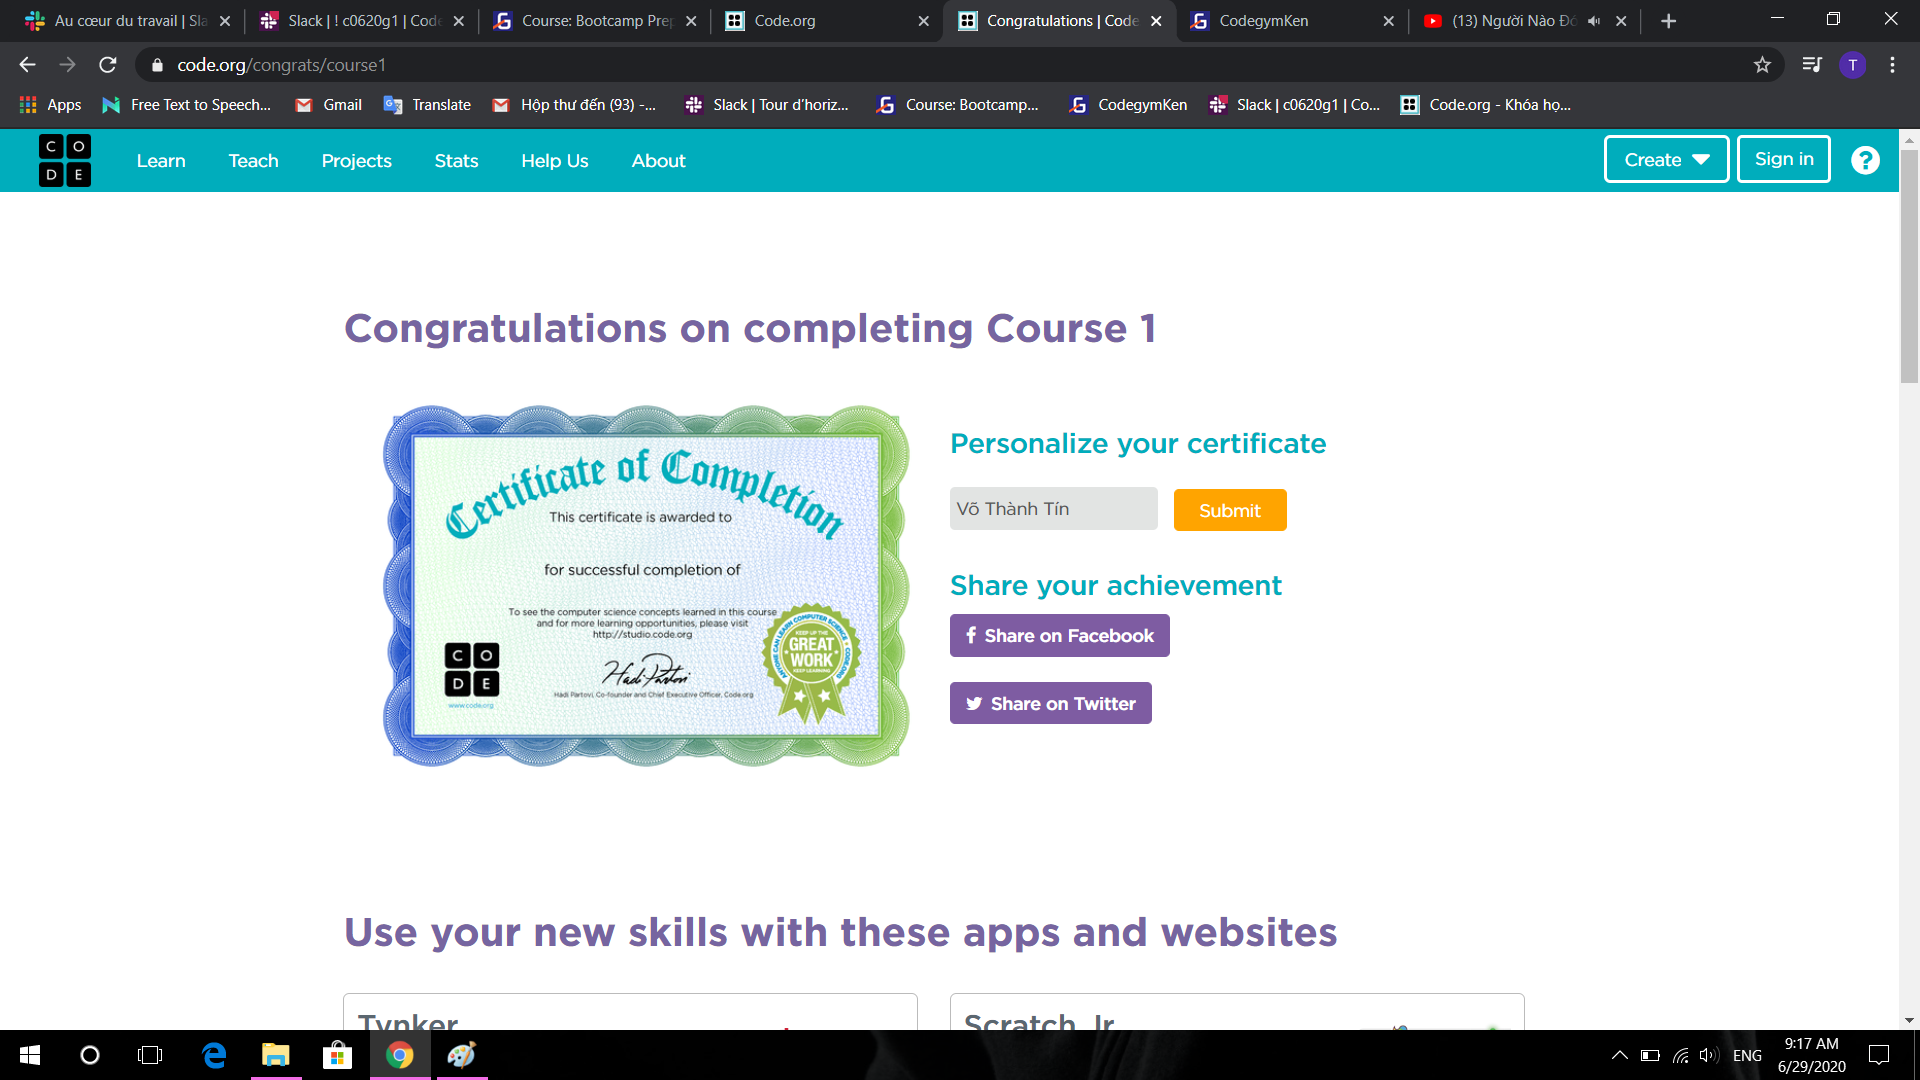 Au cœur du travail | Sla
Slack | ! c0620g1 | Code
Course: Bootcamp Prep
Code.org
Congratulations | Code
CodegymKen
(13) Người Nào Đó
code.org/congrats/course1
T
Apps
Free Text to Speech...
Gmail
Translate
Hộp thư đến (93) -...
Slack | Tour d'horiz...
Course: Bootcamp...
CodegymKen
Slack | c0620g1 | Co...
Code.org - Khóa họ...
C O
D E
Learn
Teach
Projects
Stats
Help Us
About
Create
Sign in
?
Congratulations on completing Course 1
Certificate of Completion
This certificate is awarded to
for successful completion of
To see the computer science concepts learned in this course
and for more learning opportunities, please visit
http://studio.code.org
C O
D E
www.code.org
Hadi Partovi
Hadi Partovi, Co-founder and Chief Executive Officer, Code.org
ANYONE CAN LEARN COMPUTER SCIENCE • CODE.ORG
KEEP UP THE
GREAT
WORK
KEEP LEARNING
Personalize your certificate
Võ Thành Tín
Submit
Share your achievement
Share on Facebook
Share on Twitter
Use your new skills with these apps and websites
Tynker
Scratch Jr
ENG
9:17 AM
6/29/2020